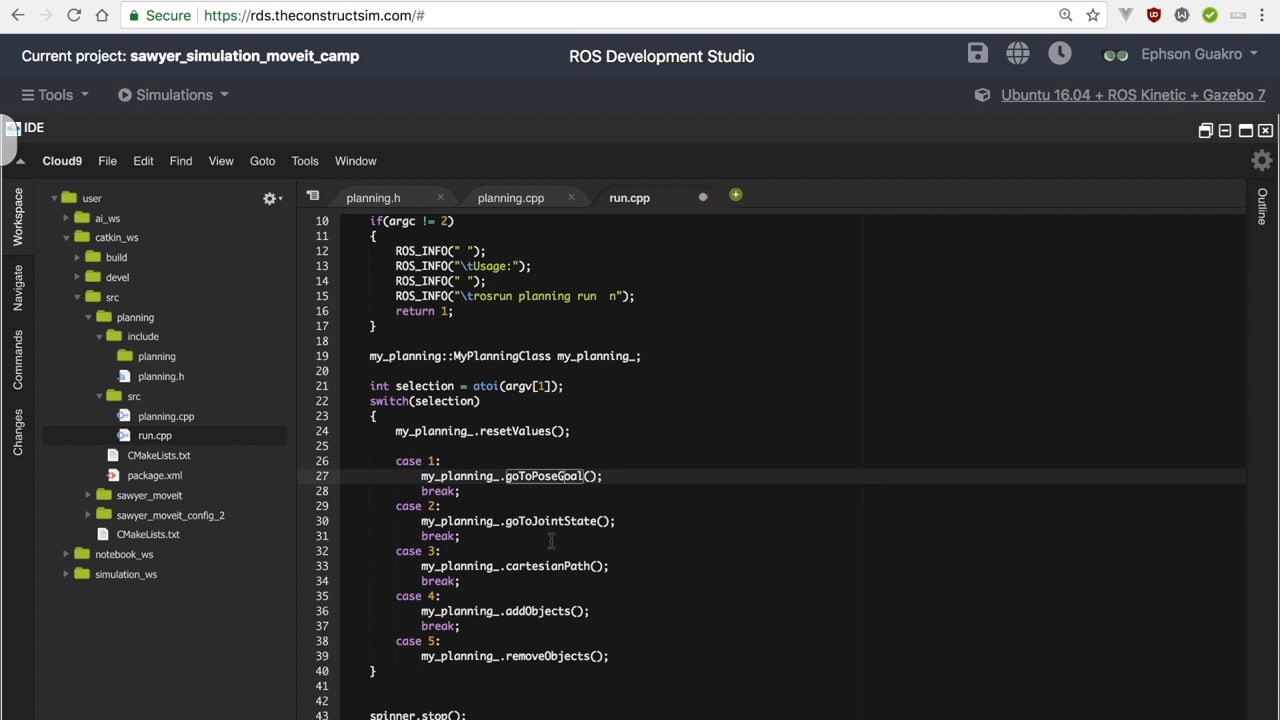 Secure
https://rds.theconstructsim.com/#
Current project: sawyer_simulation_moveit_camp
ROS Development Studio
Ephson Guakro
Tools
Simulations
Ubuntu 16.04 + ROS Kinetic + Gazebo 7
IDE
Cloud9 File Edit Find View Goto Tools Window
Workspace
Navigate
Commands
Changes
user
ai_ws
catkin_ws
build
devel
src
planning
include
planning
planning.h
src
planning.cpp
run.cpp
CMakeLists.txt
package.xml
sawyer_moveit
sawyer_moveit_config_2
CMakeLists.txt
notebook_ws
simulation_ws
planning.h
planning.cpp
run.cpp
Outline
10 if(argc != 2)
11 {
12 ROS_INFO(" ");
13 ROS_INFO("\tUsage:");
14 ROS_INFO(" ");
15 ROS_INFO("\trosrun planning run  n");
16 return 1;
17 }
18
19 my_planning::MyPlanningClass my_planning_;
20
21 int selection = atoi(argv[1]);
22 switch(selection)
23 {
24 my_planning_.resetValues();
25
26 case 1:
27 my_planning_.goToPoseGoal();
28 break;
29 case 2:
30 my_planning_.goToJointState();
31 break;
32 case 3:
33 my_planning_.cartesianPath();
34 break;
35 case 4:
36 my_planning_.addObjects();
37 break;
38 case 5:
39 my_planning_.removeObjects();
40 }
41
42
43 spinner.stop();